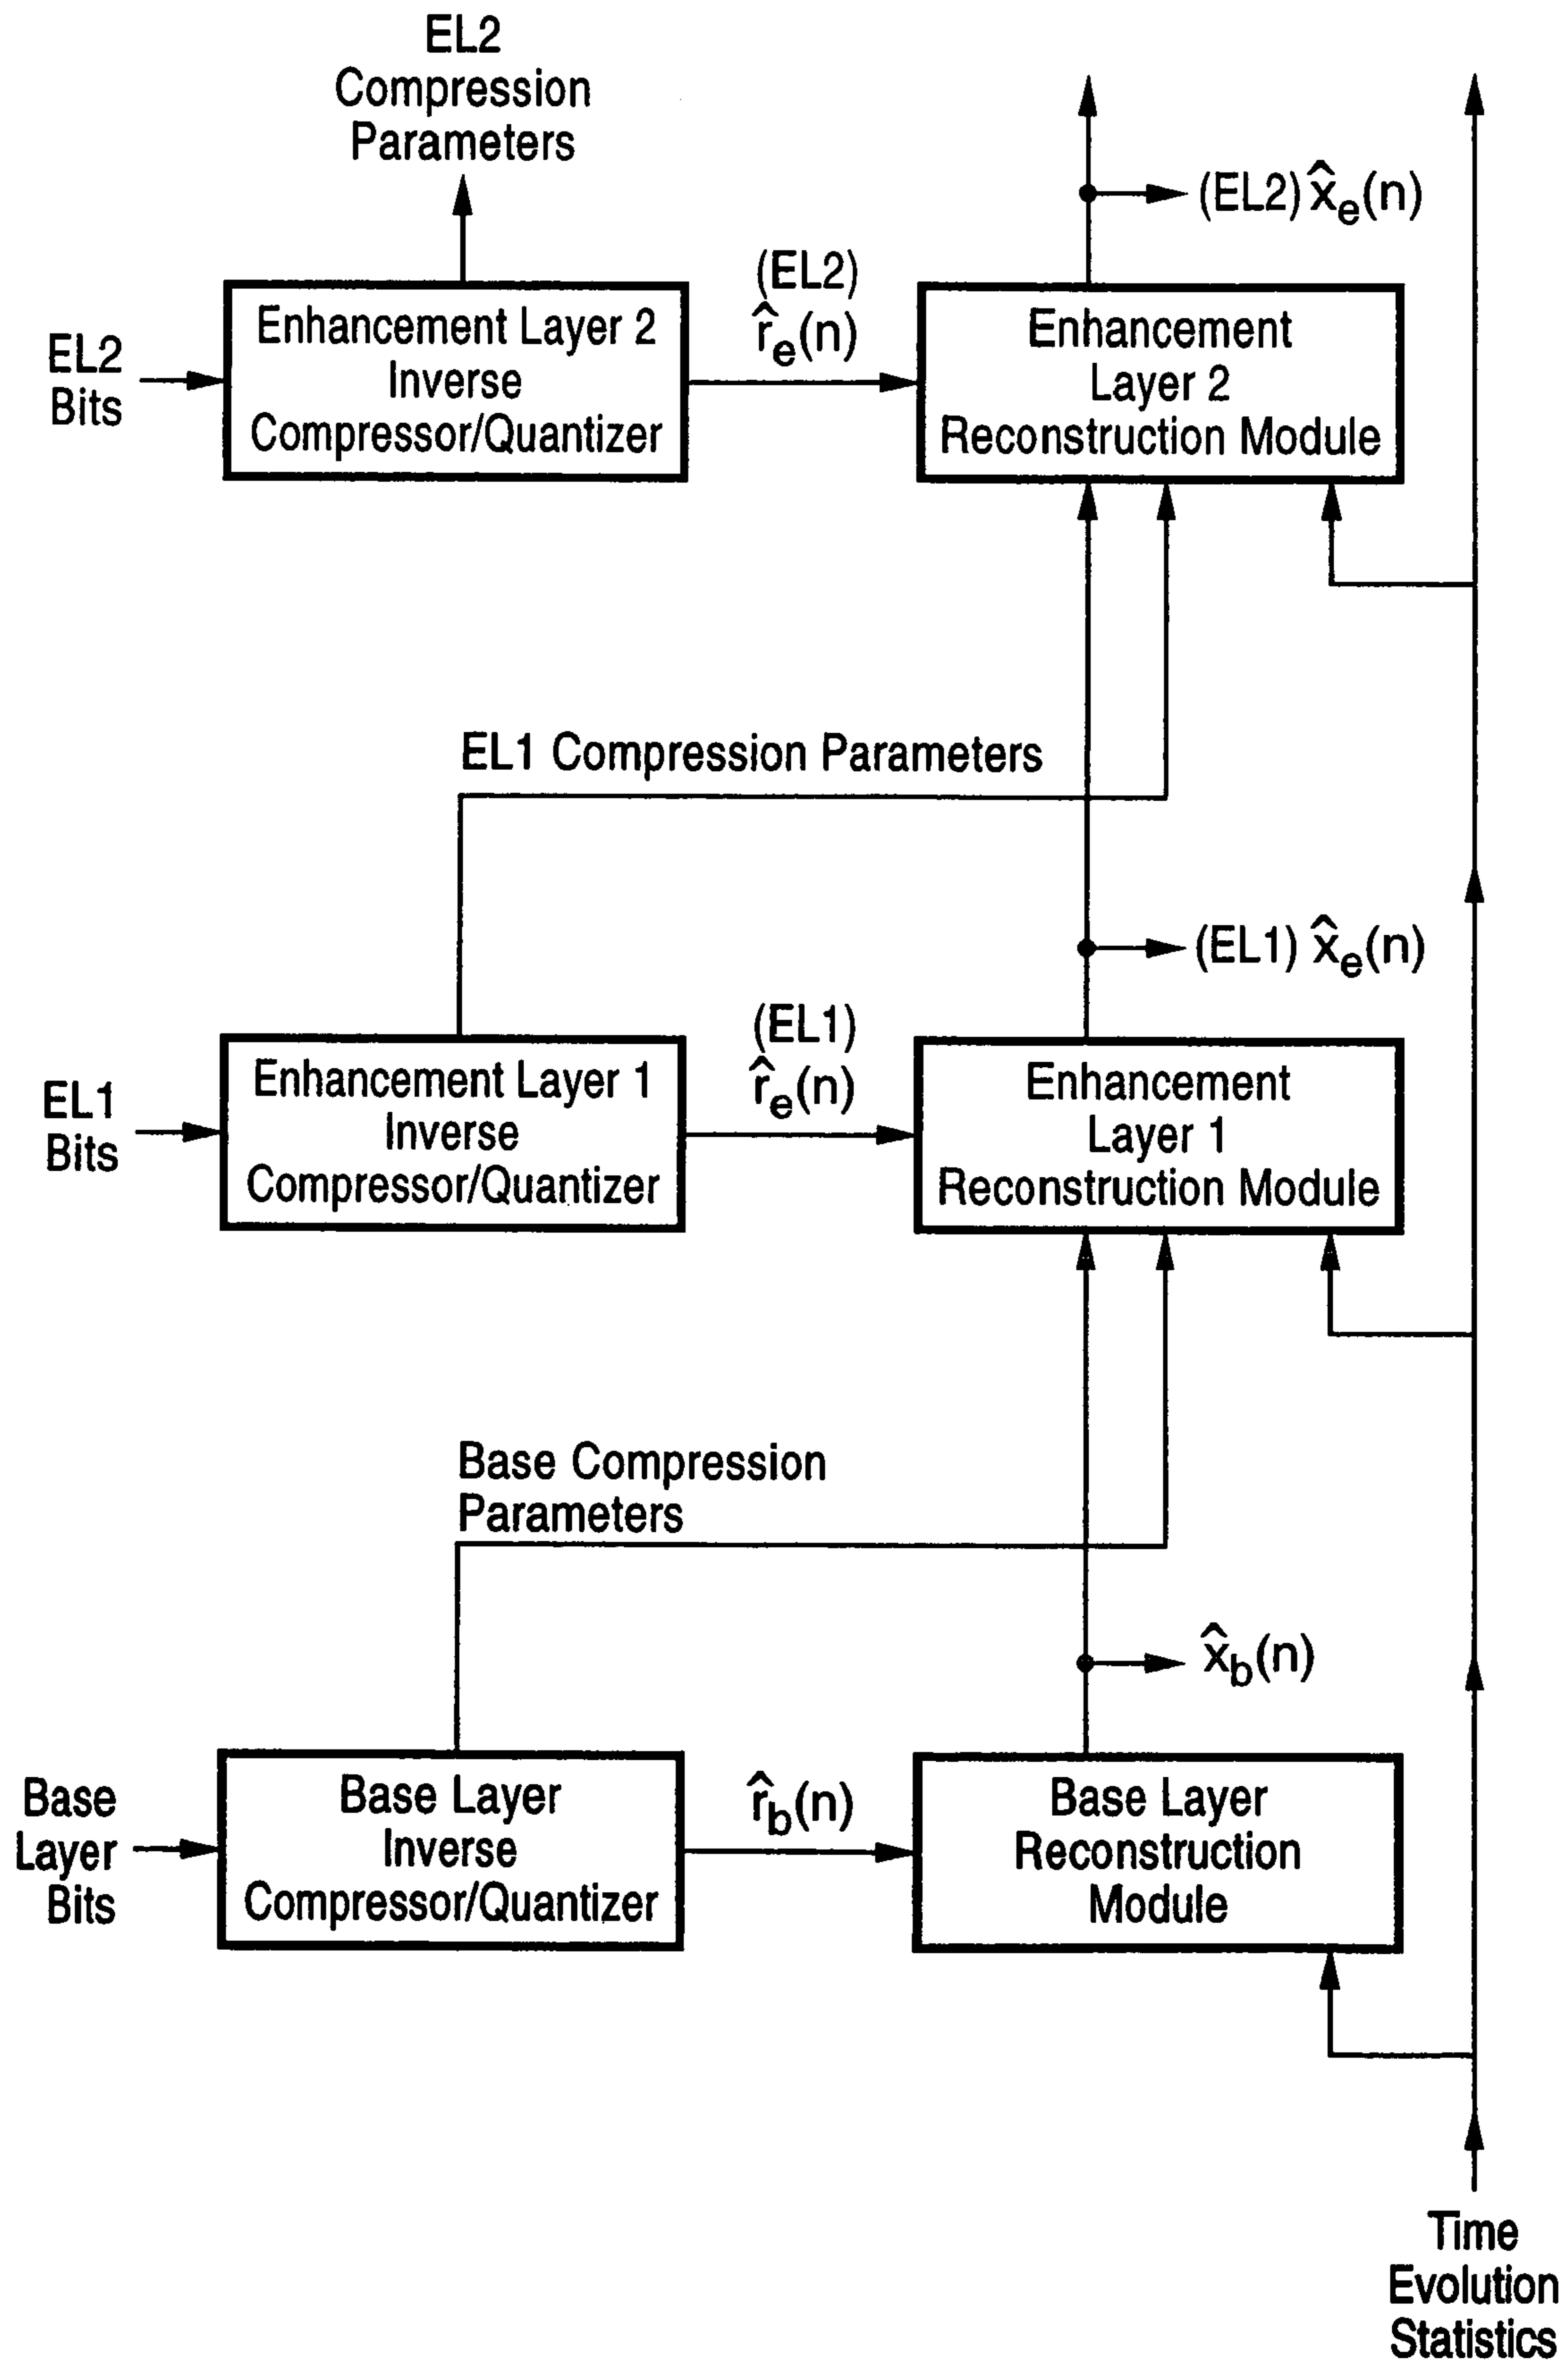 EL2
Compression
Parameters
(EL2) x̂e(n)
(EL2)
r̂e(n)
EL2
Bits
Enhancement Layer 2
Inverse
Compressor/Quantizer
Enhancement
Layer 2
Reconstruction Module
EL1 Compression Parameters
(EL1) x̂e(n)
(EL1)
r̂e(n)
EL1
Bits
Enhancement Layer 1
Inverse
Compressor/Quantizer
Enhancement
Layer 1
Reconstruction Module
Base Compression
Parameters
x̂b(n)
r̂b(n)
Base
Layer
Bits
Base Layer
Inverse
Compressor/Quantizer
Base Layer
Reconstruction
Module
Time
Evolution
Statistics